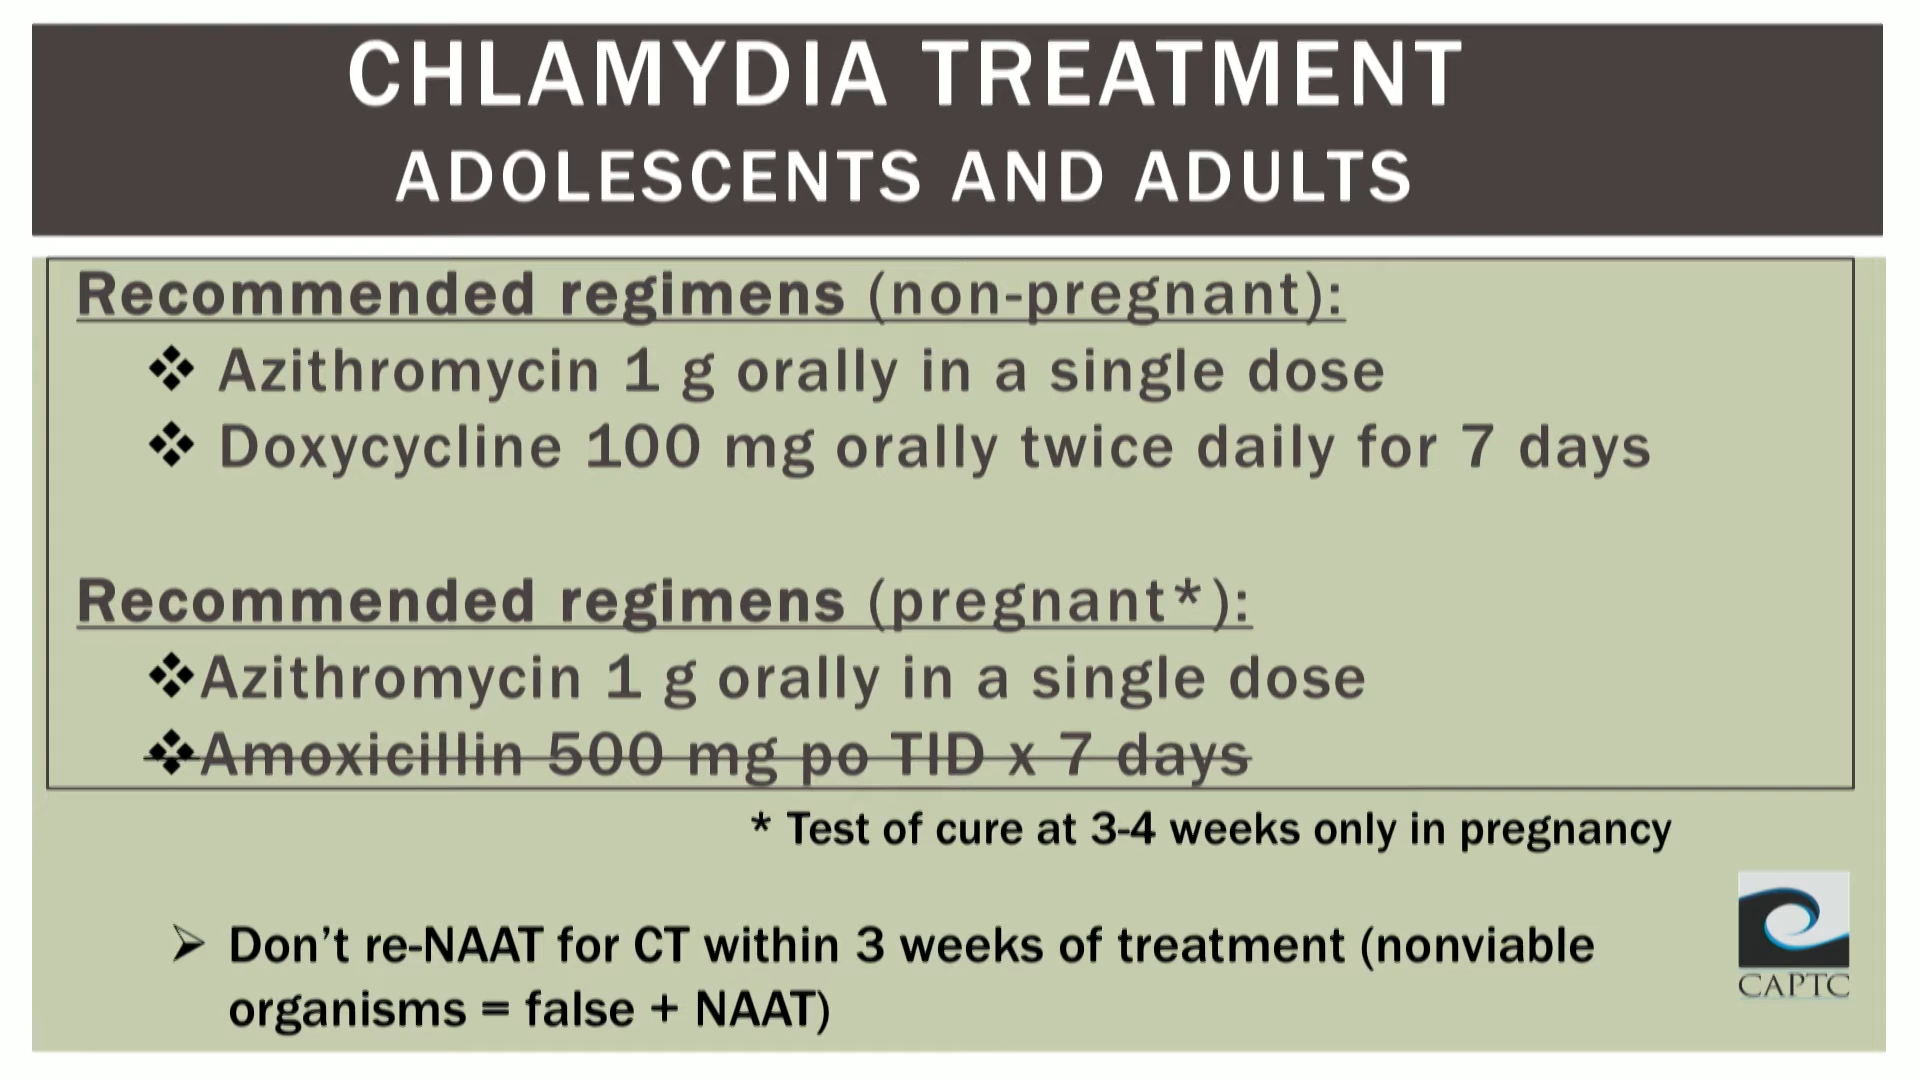 CHLAMYDIA TREATMENT
ADOLESCENTS AND ADULTS
Recommended regimens (non-pregnant):
❖ Azithromycin 1 g orally in a single dose
❖ Doxycycline 100 mg orally twice daily for 7 days
Recommended regimens (pregnant*):
❖Azithromycin 1 g orally in a single dose
❖Amoxicillin 500 mg po TID x 7 days
* Test of cure at 3-4 weeks only in pregnancy
➢ Don’t re-NAAT for CT within 3 weeks of treatment (nonviable
organisms = false + NAAT)
CAPTC